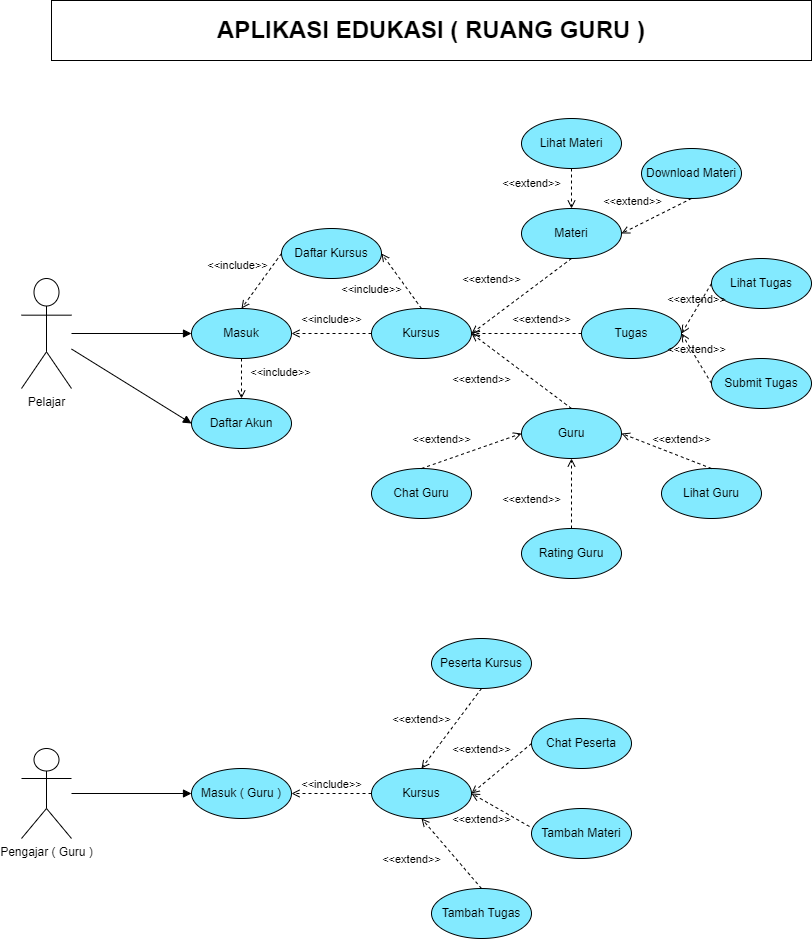 APLIKASI EDUKASI ( RUANG GURU )
Lihat Materi
Download Materi
<<extend>>
<<extend>>
Materi
Daftar Kursus
<<include>>
<<include>>
<<extend>>
Lihat Tugas
<<extend>>
Masuk
<<include>>
Kursus
<<extend>>
Tugas
<<extend>>
Submit Tugas
<<include>>
<<extend>>
Pelajar
Daftar Akun
Guru
<<extend>>
<<extend>>
Chat Guru
<<extend>>
Lihat Guru
Rating Guru
Peserta Kursus
<<extend>>
Chat Peserta
<<extend>>
Masuk ( Guru )
<<include>>
Kursus
<<extend>>
Tambah Materi
Pengajar ( Guru )
<<extend>>
Tambah Tugas